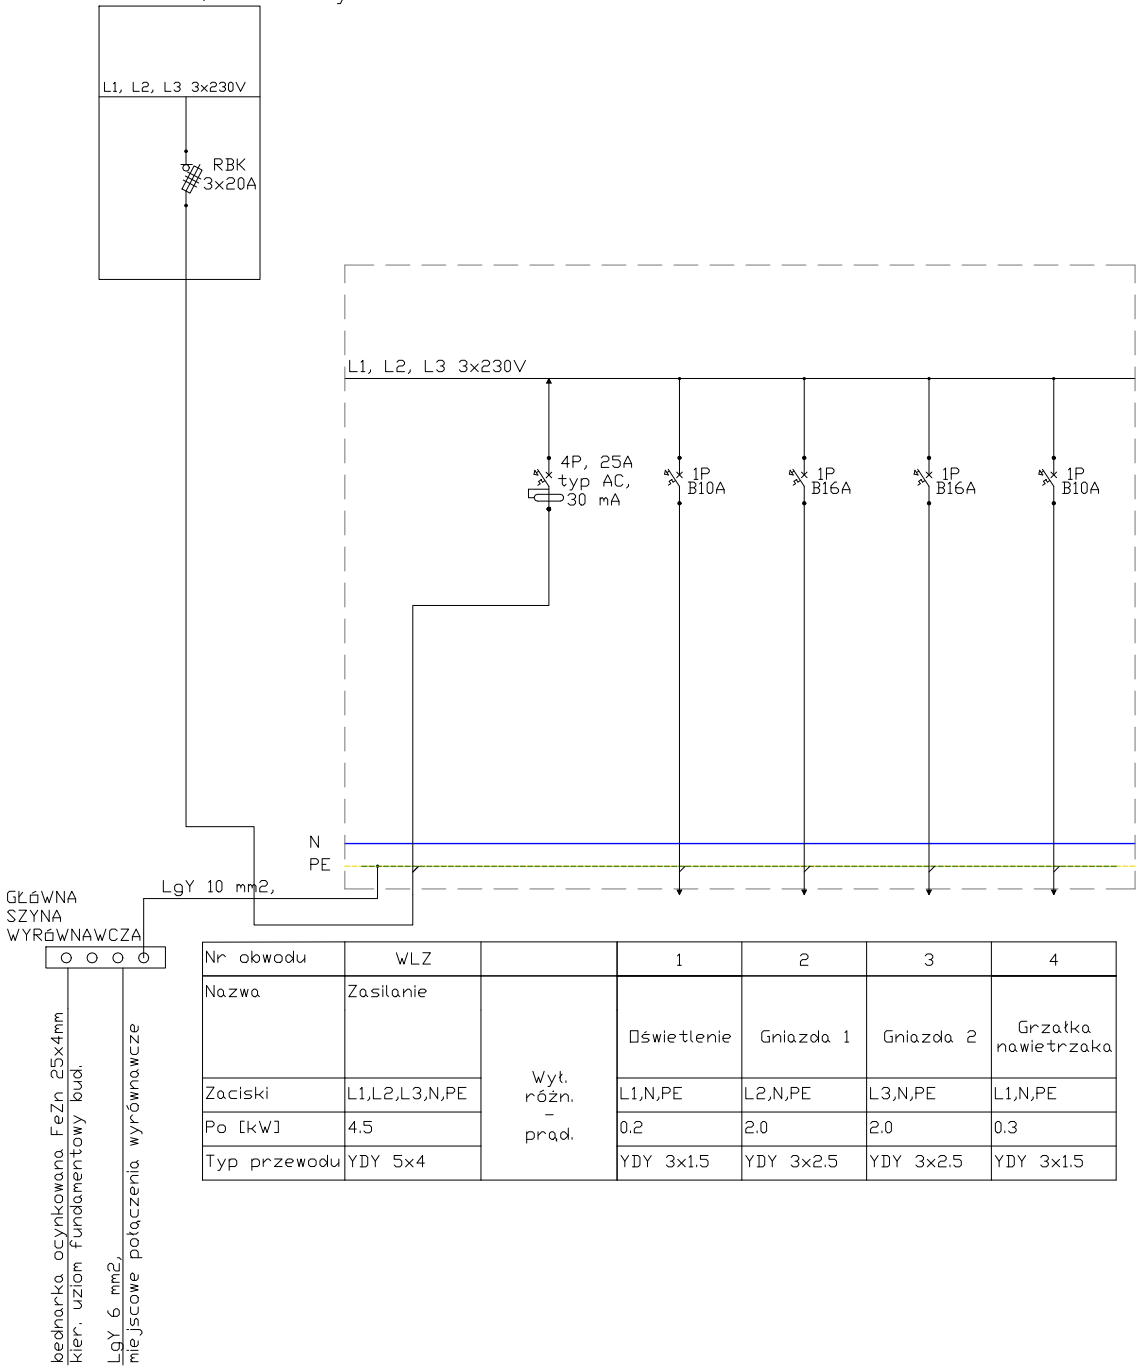 L1, L2, L3 3x230V
RBK
3x20A
L1, L2, L3 3x230V
4P, 25A
typ AC,
30 mA
1P
B10A
1P
B16A
1P
B16A
1P
B10A
N
PE
LgY 10 mm2,
GŁÓWNA
SZYNA
WYRÓWNAWCZA
bednarka ocynkowana FeZn 25x4mm
kier. uziom fundamentowy bud.
LgY 6 mm2,
miejscowe połączenia wyrównawcze
Nr obwodu WLZ 1 2 3 4
Nazwa Zasilanie
Oświetlenie Gniazda 1 Gniazda 2 Grzałka
nawietrzaka
Wył.
różn.
-
prąd.
Zaciski L1,L2,L3,N,PE L1,N,PE L2,N,PE L3,N,PE L1,N,PE
Po [kW] 4.5 0.2 2.0 2.0 0.3
Typ przewodu YDY 5x4 YDY 3x1.5 YDY 3x2.5 YDY 3x2.5 YDY 3x1.5